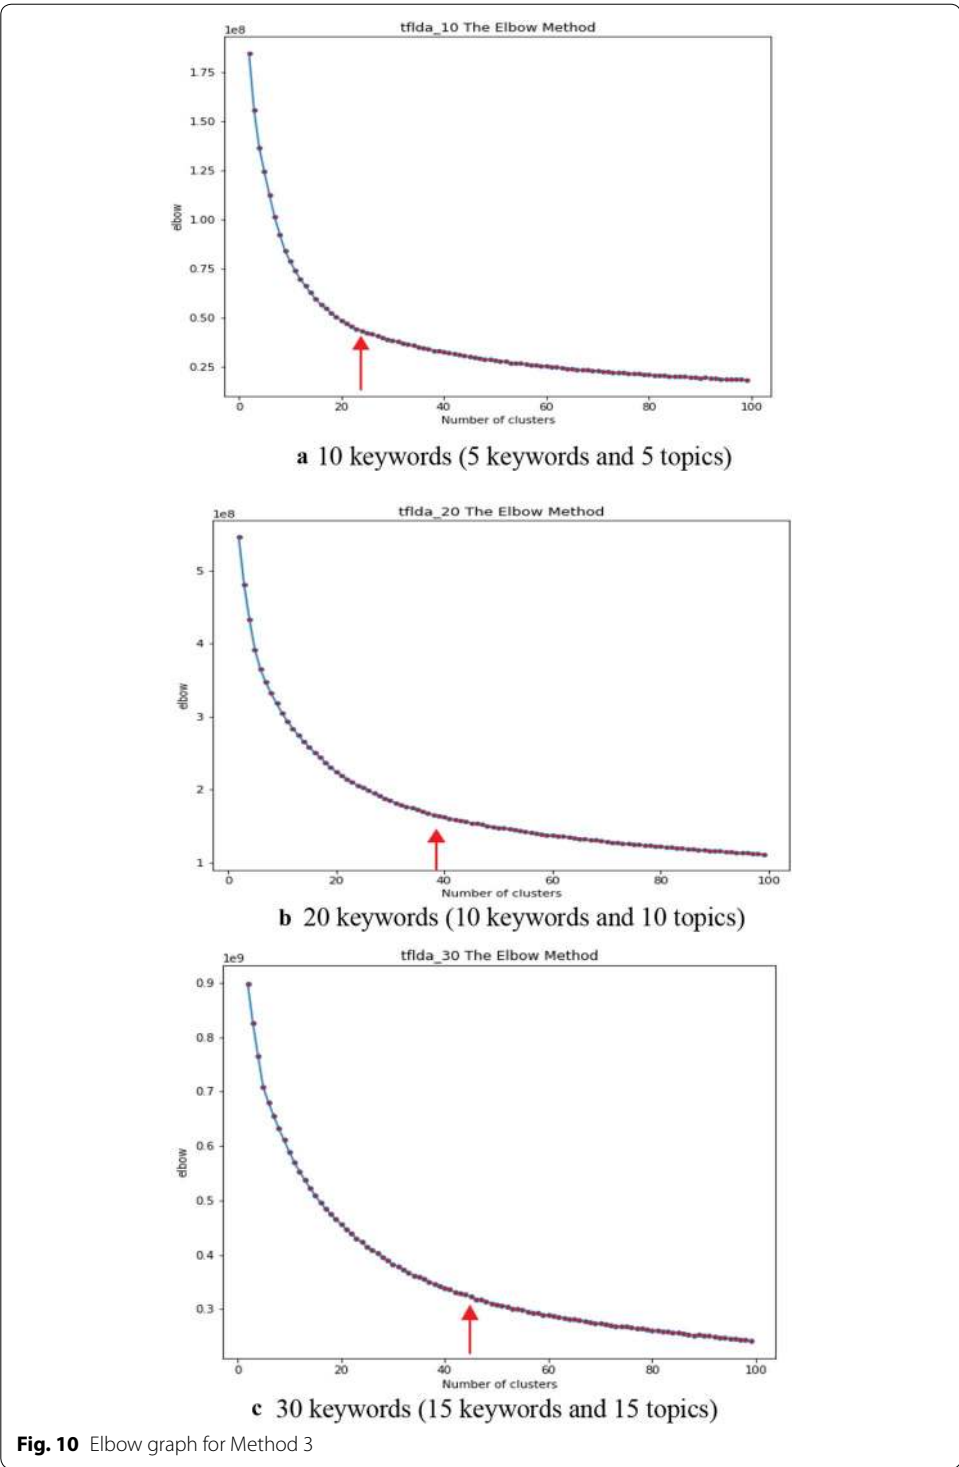 tflda_10 The Elbow Method
1e8
1.75
1.50
1.25
1.00
0.75
0.50
0.25
elbow
0 20 40 60 80 100
Number of clusters
a 10 keywords (5 keywords and 5 topics)
tflda_20 The Elbow Method
1e8
5
4
3
2
1
elbow
0 20 40 60 80 100
Number of clusters
b 20 keywords (10 keywords and 10 topics)
tflda_30 The Elbow Method
1e9
0.9
0.8
0.7
0.6
0.5
0.4
0.3
elbow
0 20 40 60 80 100
Number of clusters
c 30 keywords (15 keywords and 15 topics)
Fig. 10 Elbow graph for Method 3